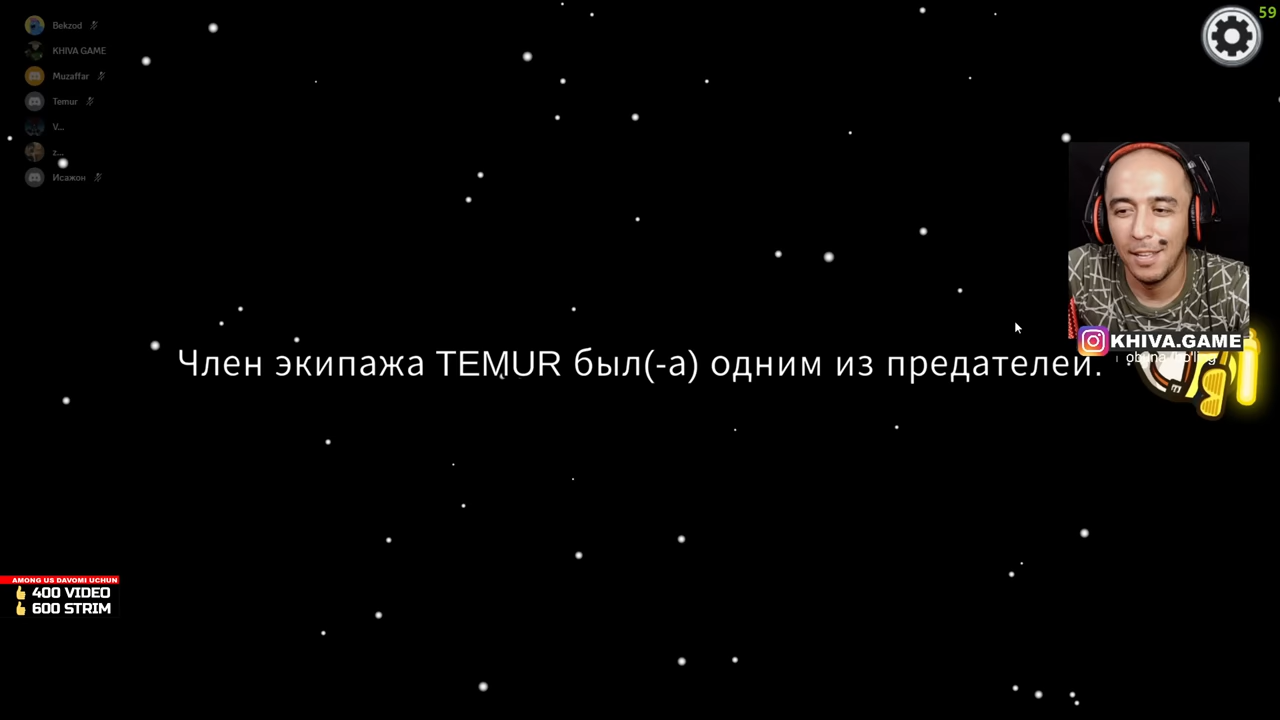 59
Bekzod
KHIVA GAME
Muzaffar
Temur
V...
z...
Исажон
KHIVA.GAME
Член экипажа TEMUR был(-а) одним из предателей.
AMONG US DAVOMI UCHUN
400 VIDEO
600 STRIM